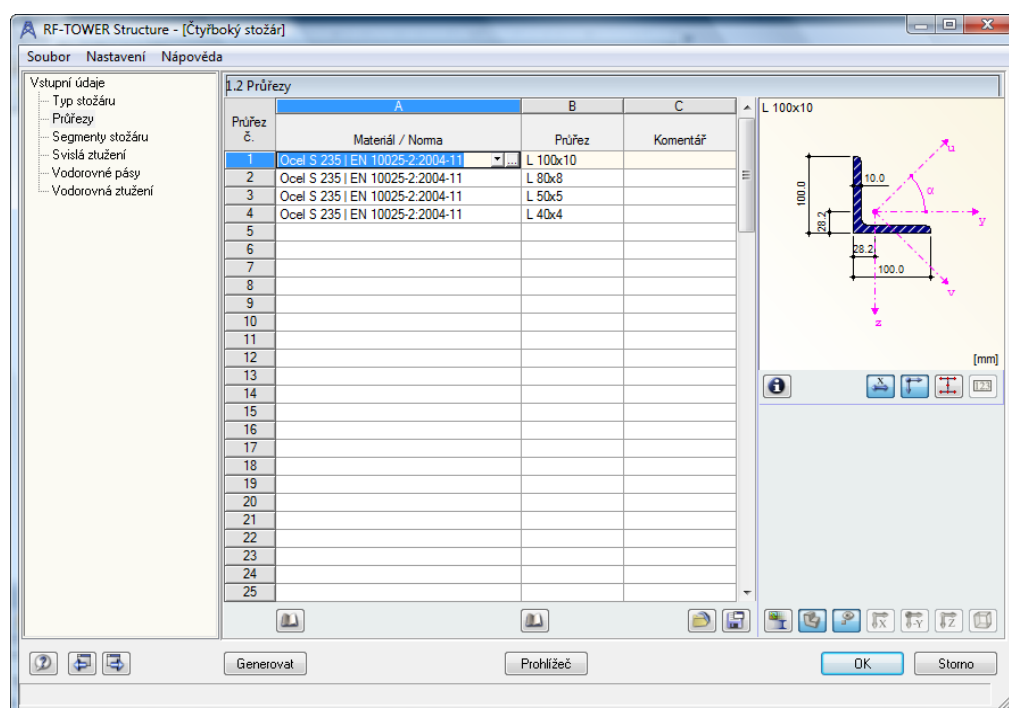 RF-TOWER Structure - [Čtyřboký stožár]
Soubor Nastavení Nápověda
Vstupní údaje
Typ stožáru
Průřezy
Segmenty stožáru
Svislá ztužení
Vodorovné pásy
Vodorovná ztužení
1.2 Průřezy
A B C
Průřez
č. Materiál / Norma Průřez Komentář
1 Ocel S 235 | EN 10025-2:2004-11 ... L 100x10
2 Ocel S 235 | EN 10025-2:2004-11 L 80x8
3 Ocel S 235 | EN 10025-2:2004-11 L 50x5
4 Ocel S 235 | EN 10025-2:2004-11 L 40x4
5
6
7
8
9
10
11
12
13
14
15
16
17
18
19
20
21
22
23
24
25
L 100x10
u
10.0
α
100.0
28.2
y
28.2
100.0
v
z
[mm]
X
123
X -Y Z
Generovat Prohlížeč OK Storno